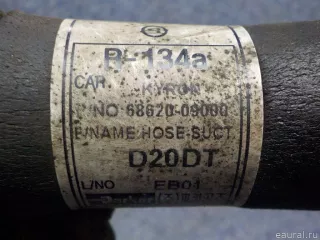 R-134a
CAR KYRON
NO 68620-09000
P/NAME HOSE-SUCT
D20DT
L/NO EB01
eaural.ru